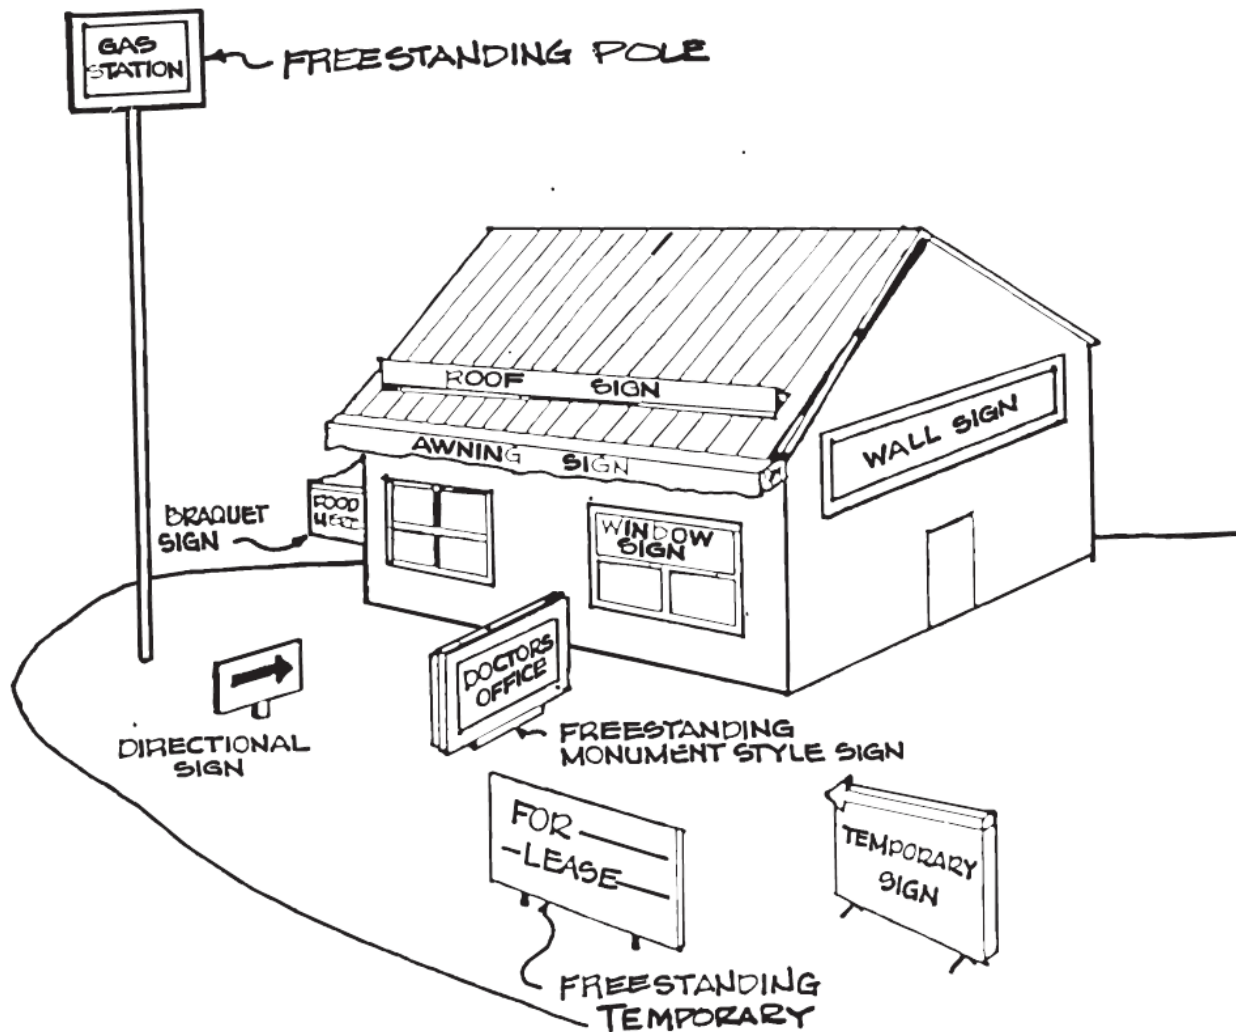 GAS
STATION
FREESTANDING POLE
ROOF SIGN
AWNING SIGN
WALL SIGN
FOOD
BRAQUET
SIGN
WINDOW
SIGN
DOCTORS
OFFICE
DIRECTIONAL
SIGN
FREESTANDING
MONUMENT STYLE SIGN
FOR
LEASE
TEMPORARY
SIGN
FREESTANDING
TEMPORARY